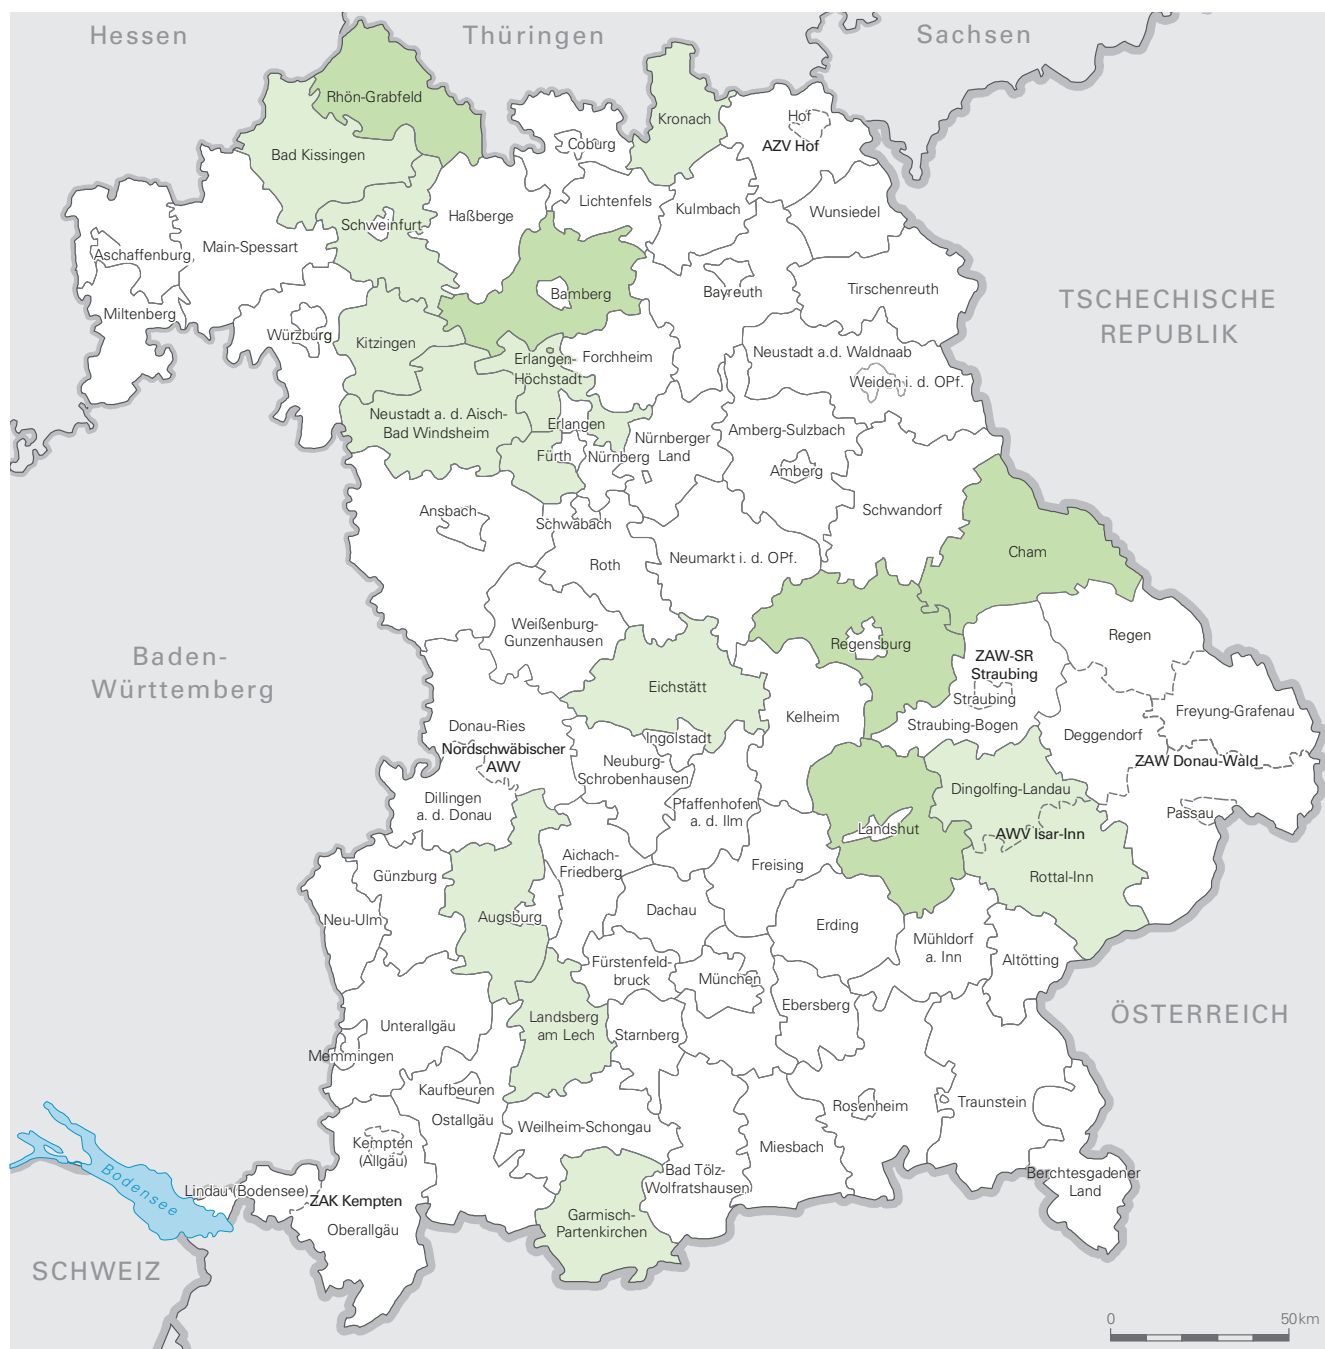 Hessen
Thüringen
Sachsen
Rhön-Grabfeld
Kronach
Hof
AZV Hof
Coburg
Bad Kissingen
Lichtenfels
Kulmbach
Wunsiedel
Haßberge
Schweinfurt
Main-Spessart
Aschaffenburg
Bamberg
Bayreuth
Tirschenreuth
TSCHECHISCHE
REPUBLIK
Miltenberg
Würzburg
Kitzingen
Erlangen-
Höchstadt
Forchheim
Neustadt a.d. Waldnaab
Weiden i. d. OPf.
Neustadt a. d. Aisch-
Bad Windsheim
Erlangen
Fürth
Nürnberg
Nürnberger
Land
Amberg-Sulzbach
Amberg
Ansbach
Schwabach
Schwandorf
Roth
Neumarkt i. d. OPf.
Cham
Weißenburg-
Gunzenhausen
Regensburg
Regen
ZAW-SR
Straubing
Straubing
Straubing-Bogen
Baden-
Württemberg
Eichstätt
Kelheim
Deggendorf
Freyung-Grafenau
ZAW Donau-Wald
Donau-Ries
Nordschwäbischer
AWV
Ingolstadt
Neuburg-
Schrobenhausen
Dillingen
a. d. Donau
Pfaffenhofen
a. d. Ilm
Dingolfing-Landau
Passau
Landshut
AWV Isar-Inn
Rottal-Inn
Aichach-
Friedberg
Freising
Günzburg
Neu-Ulm
Augsburg
Dachau
Erding
Mühldorf
a. Inn
Altötting
Fürstenfeld-
bruck
München
Ebersberg
ÖSTERREICH
Landsberg
am Lech
Starnberg
Unterallgäu
Memmingen
Kaufbeuren
Ostallgäu
Weilheim-Schongau
Rosenheim
Traunstein
Kempten
(Allgäu)
Miesbach
Bad Tölz-
Wolfratshausen
Berchtesgadener
Land
Bodensee
Lindau (Bodensee)
ZAK Kempten
Oberallgäu
Garmisch-
Partenkirchen
SCHWEIZ
0
50 km